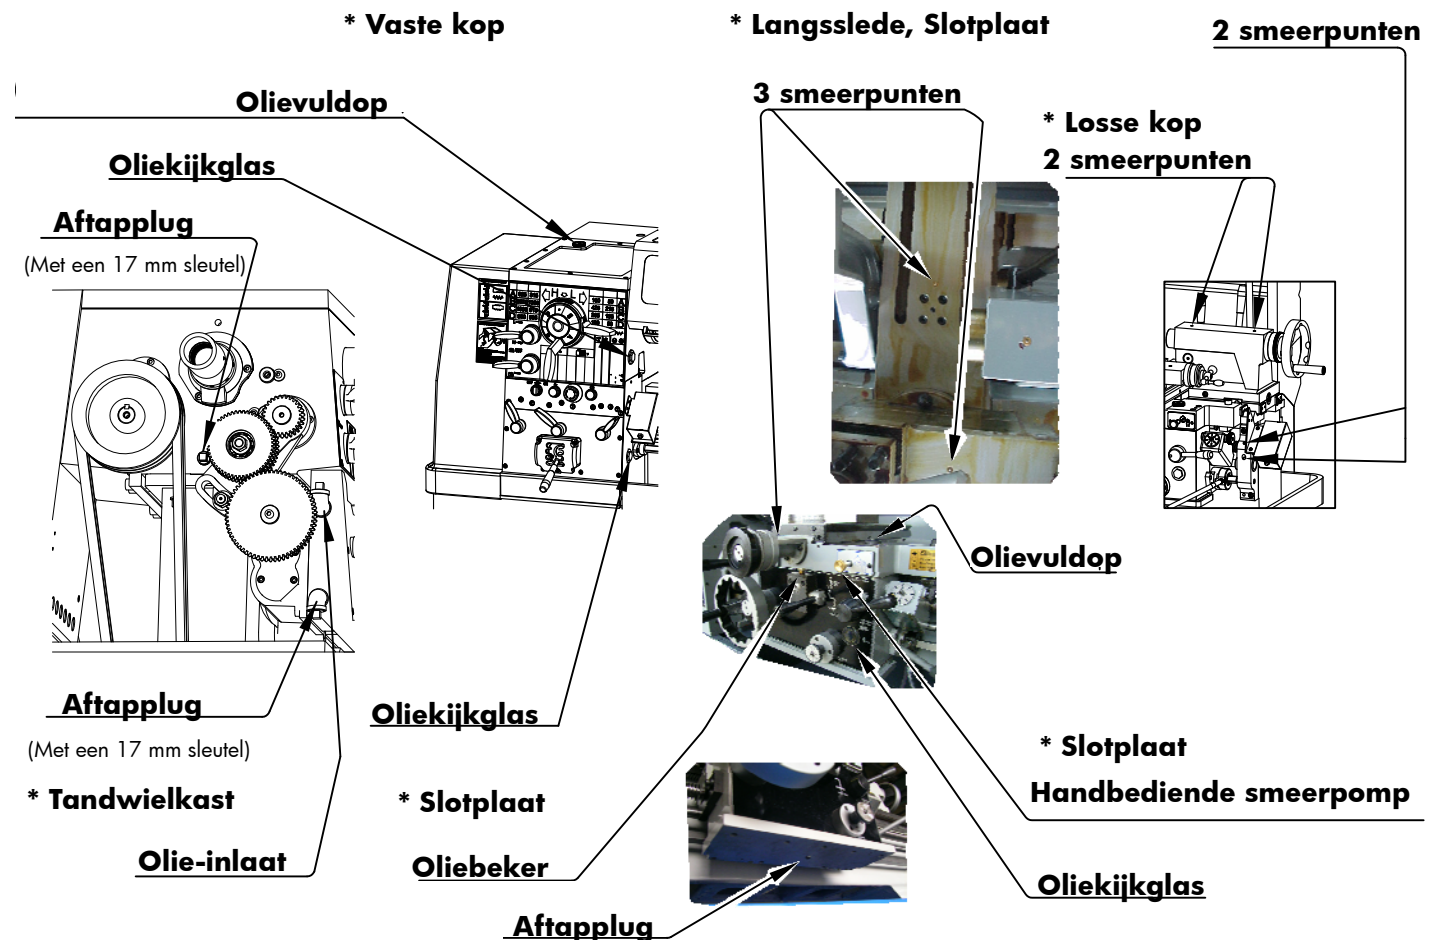 * Vaste kop
* Langsslede, Slotplaat
2 smeerpunten
Olievuldop
3 smeerpunten
* Losse kop
2 smeerpunten
Oliekijkglas
Aftapplug
(Met een 17 mm sleutel)
H L
Olievuldop
Aftapplug
(Met een 17 mm sleutel)
Oliekijkglas
* Slotplaat
Handbediende smeerpomp
* Tandwielkast
* Slotplaat
Olie-inlaat
Oliebeker
Oliekijkglas
Aftapplug